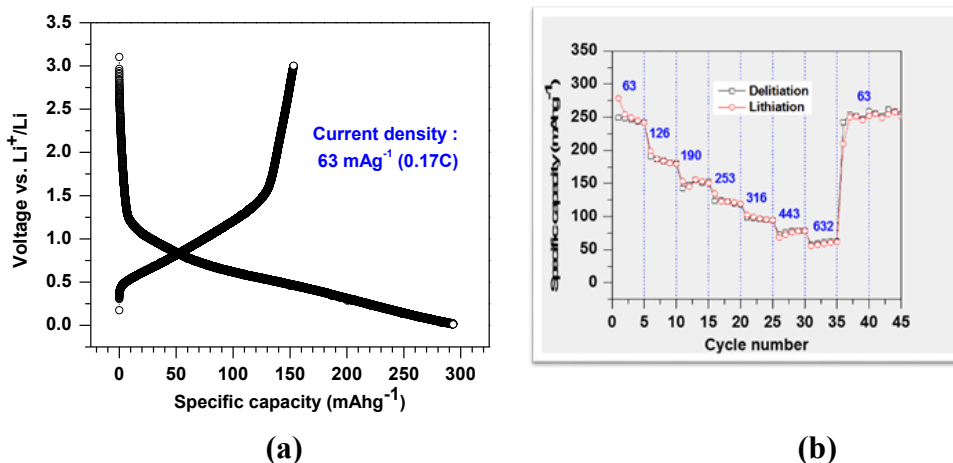 3.5
3.0
2.5
2.0
1.5
1.0
0.5
0.0
Voltage vs. Li+/Li
Current density :
63 mAg-1 (0.17C)
0 50 100 150 200 250 300
Specific capacity (mAhg-1)
(a)
350
300
250
200
150
100
50
0
Specific capacity (mAg-1)
Delitiation
Lithiation
63
126
190
253
316
443
632
63
0 5 10 15 20 25 30 35 40 45
Cycle number
(b)